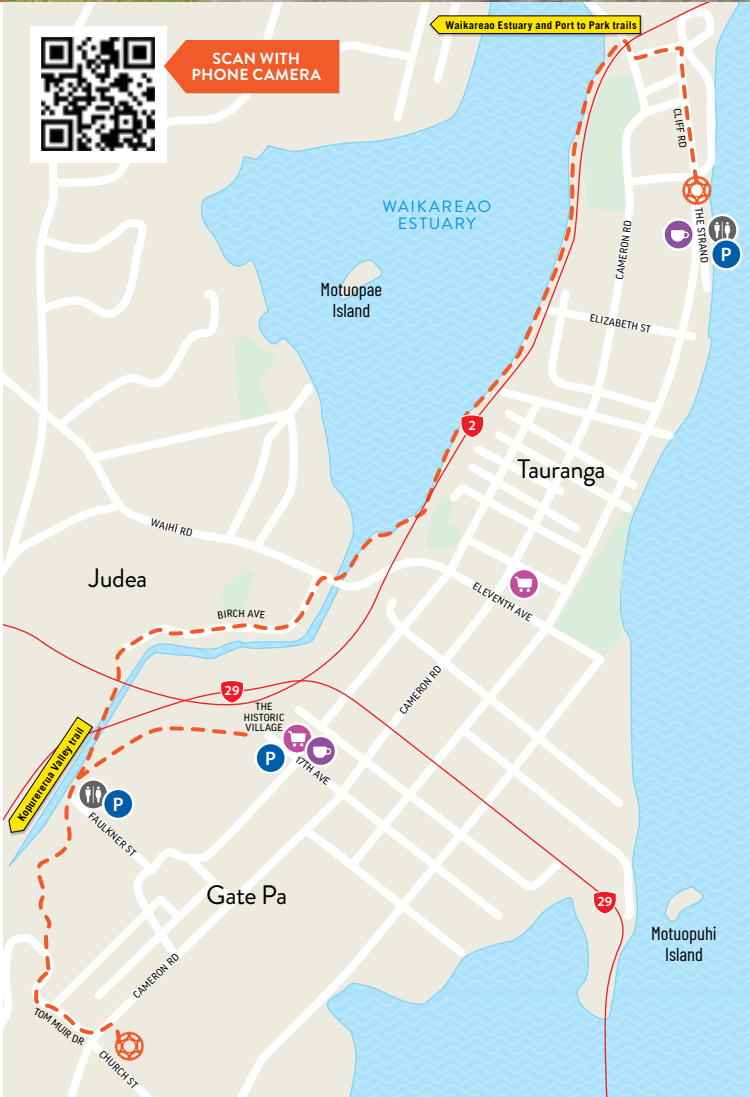 Waikareao Estuary and Port to Park trails
SCAN WITH
PHONE CAMERA
CLIFF RD
WAIKAREAO
ESTUARY
THE STRAND
CAMERON RD
P
Motuopae
Island
ELIZABETH ST
2
Tauranga
WAIHĪ RD
Judea
ELEVENTH AVE
BIRCH AVE
CAMERON RD
29
THE
HISTORIC
VILLAGE
Kopurererua Valley trail
P
17TH AVE
P
FAULKNER ST
Gate Pa
29
Motuopuhi
Island
CAMERON RD
TOM MUIR DR
CHURCH ST